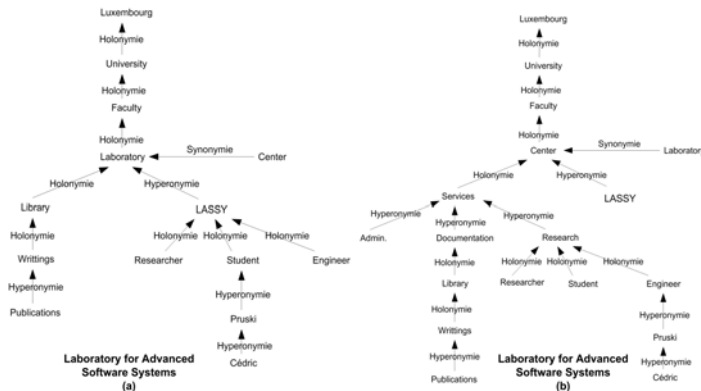 Luxembourg
Holonymie
University
Holonymie
Faculty
Holonymie
Laboratory
Synonymie
Center
Holonymie
Hyperonymie
Library
LASSY
Holonymie
Holonymie
Holonymie
Holonymie
Writtings
Researcher
Student
Engineer
Hyperonymie
Hyperonymie
Publications
Pruski
Hyperonymie
Cédric
Laboratory for Advanced
Software Systems
(a)
Luxembourg
Holonymie
University
Holonymie
Faculty
Holonymie
Center
Synonymie
Laborator
Holonymie
Hyperonymie
Services
LASSY
Hyperonymie
Hyperonymie
Hyperonymie
Admin.
Documentation
Research
Holonymie
Holonymie
Holonymie
Holonymie
Library
Researcher
Student
Engineer
Holonymie
Hyperonymie
Writtings
Pruski
Hyperonymie
Hyperonymie
Publications
Cédric
Laboratory for Advanced
Software Systems
(b)